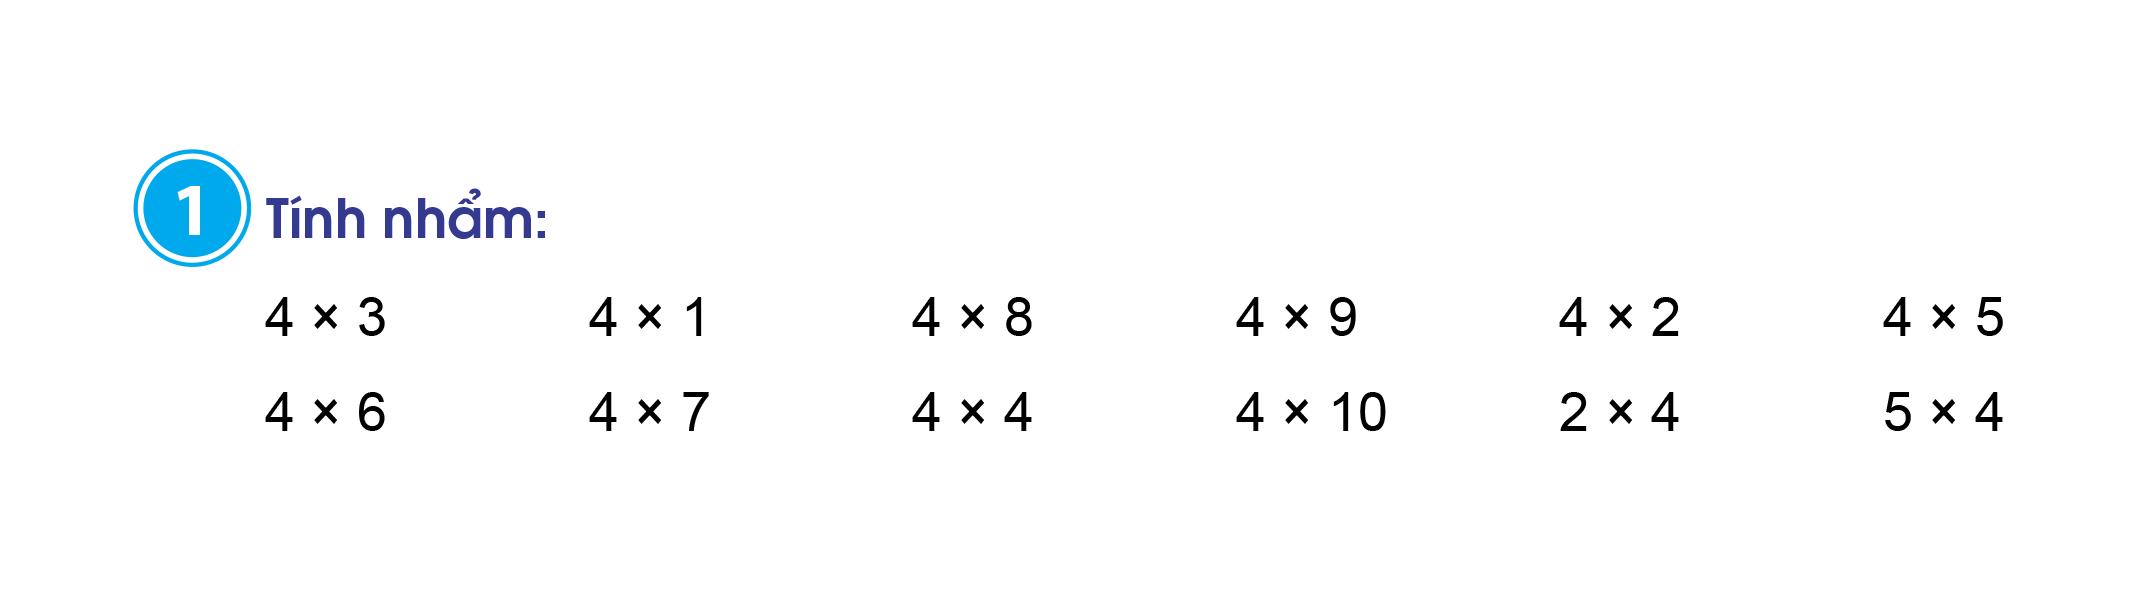 1 Tính nhẩm:
4 × 3 4 × 1 4 × 8 4 × 9 4 × 2 4 × 5
4 × 6 4 × 7 4 × 4 4 × 10 2 × 4 5 × 4